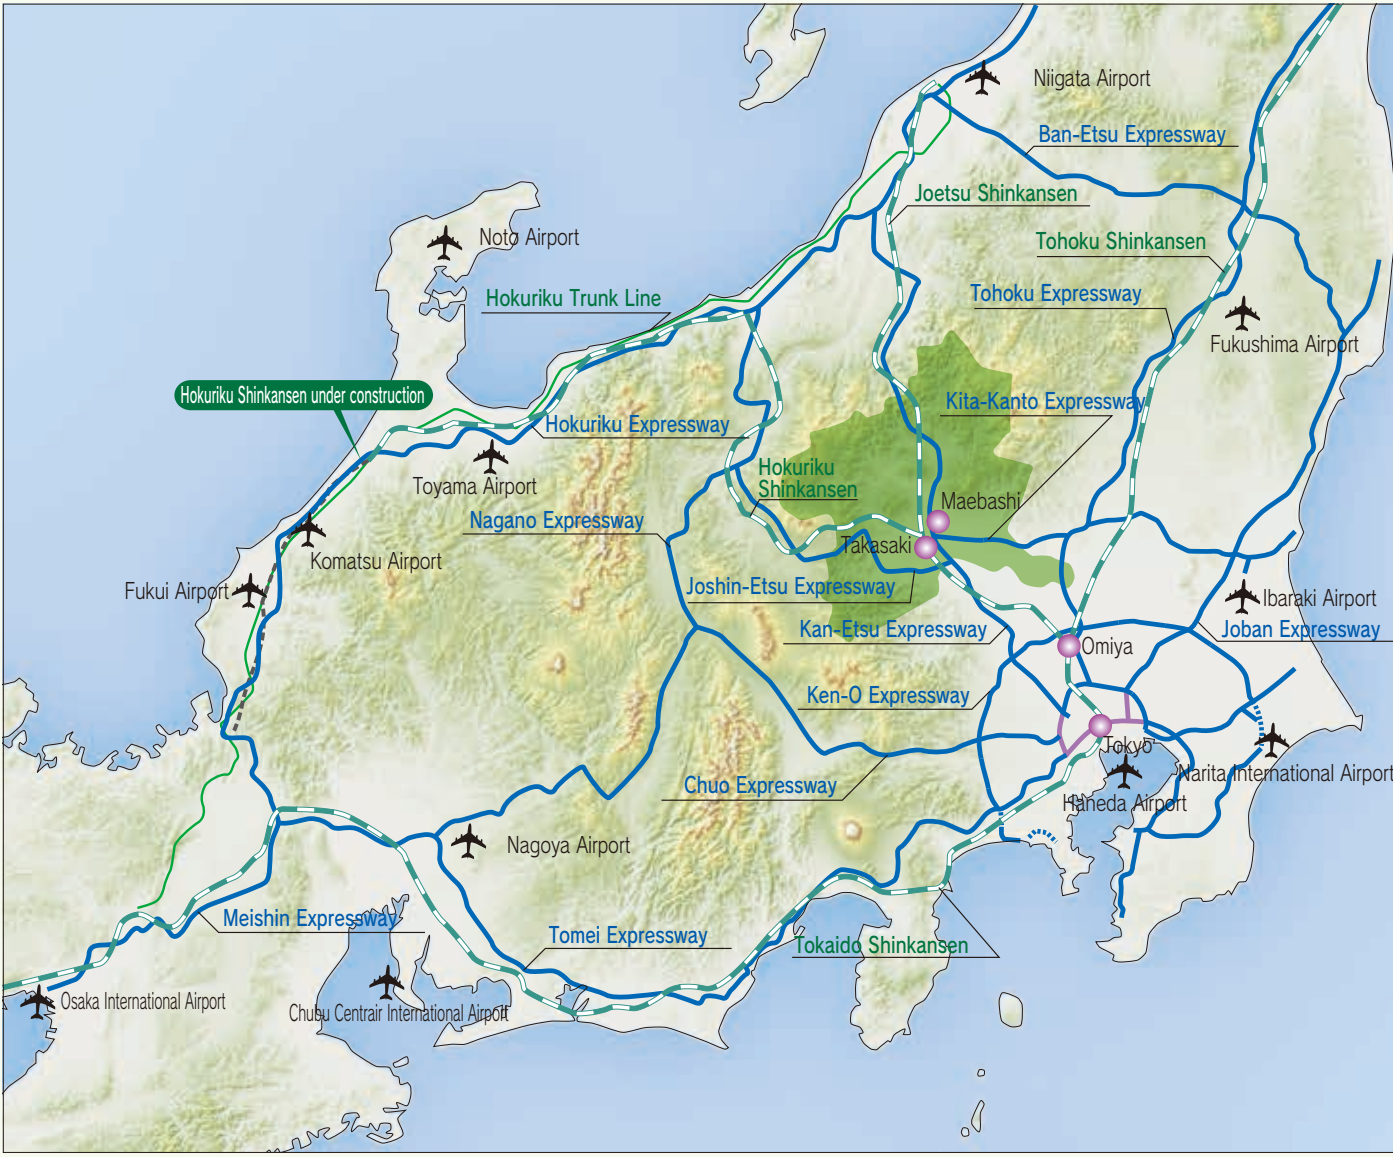 Niigata Airport
Ban-Etsu Expressway
Joetsu Shinkansen
Noto Airport
Tohoku Shinkansen
Hokuriku Trunk Line
Tohoku Expressway
Fukushima Airport
Hokuriku Shinkansen under construction
Kita-Kanto Expressway
Hokuriku Expressway
Hokuriku
Shinkansen
Toyama Airport
Maebashi
Nagano Expressway
Takasaki
Komatsu Airport
Fukui Airport
Joshin-Etsu Expressway
Ibaraki Airport
Kan-Etsu Expressway
Joban Expressway
Omiya
Ken-O Expressway
Tokyo
Narita International Airport
Chuo Expressway
Haneda Airport
Nagoya Airport
Meishin Expressway
Tomei Expressway
Tokaido Shinkansen
Osaka International Airport
Chubu Centrair International Airport